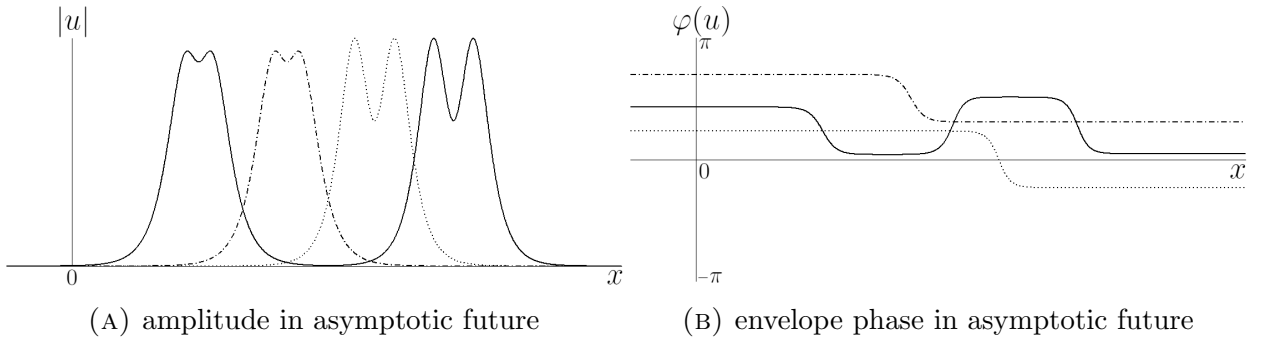 |u|
0
x
(A) amplitude in asymptotic future
φ(u)
π
0
x
−π
(B) envelope phase in asymptotic future